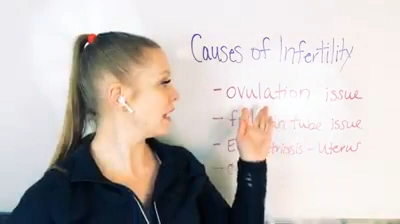 Causes of Infertility
- ovulation issue
- tube issue
- - Uterus
-